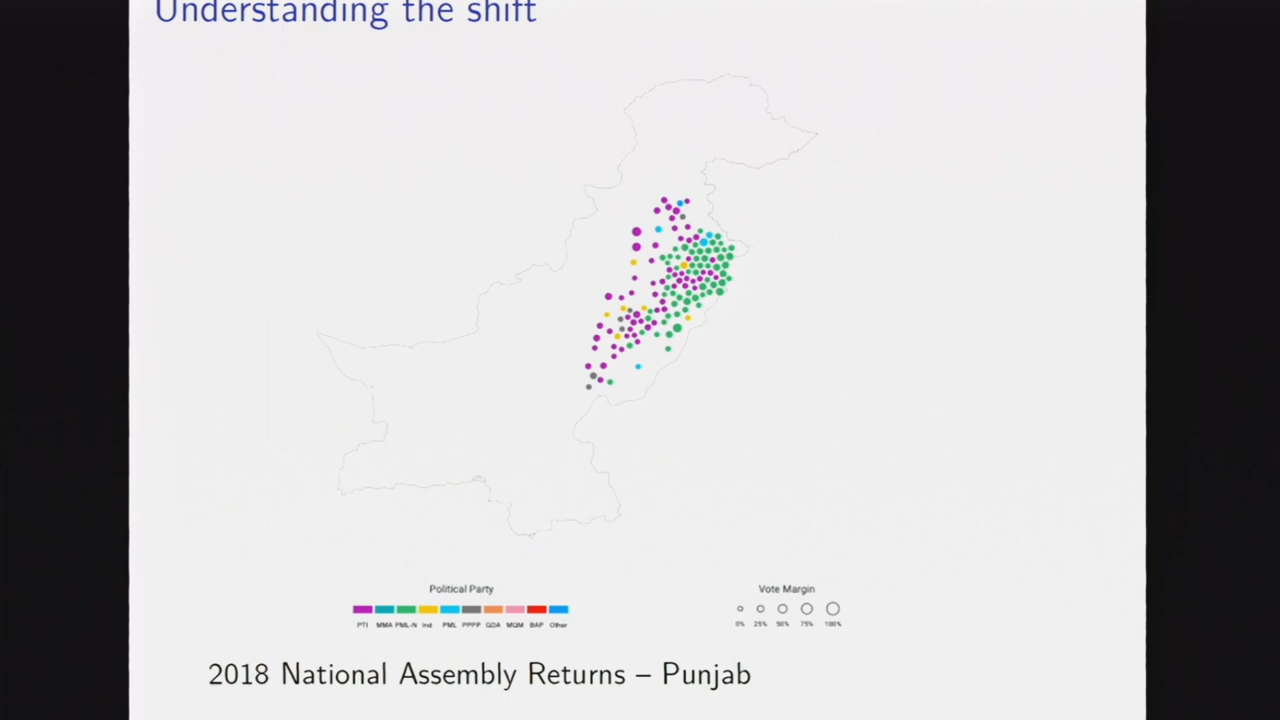 Understanding the shift
Political Party
PTI MMA PML-N Ind. PML PPPP GDA MQM BAP Other
Vote Margin
0% 25% 50% 75% 100%
2018 National Assembly Returns – Punjab